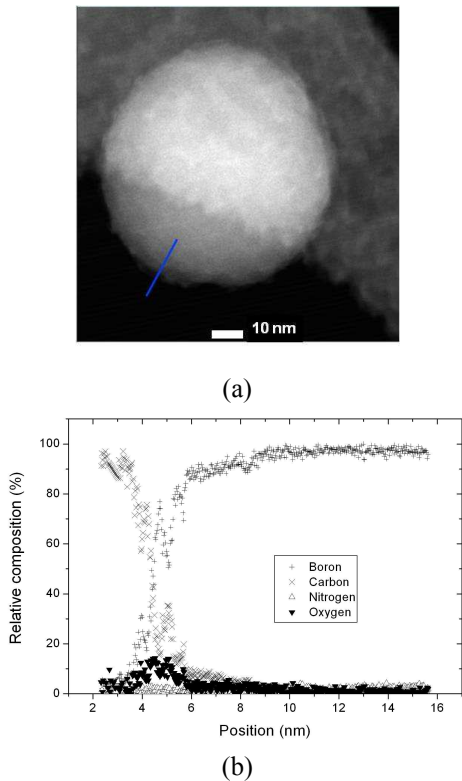 10 nm
(a)
100
80
60
40
20
0
2 4 6 8 10 12 14 16
Relative composition (%)
Position (nm)
Boron
Carbon
Nitrogen
Oxygen
(b)